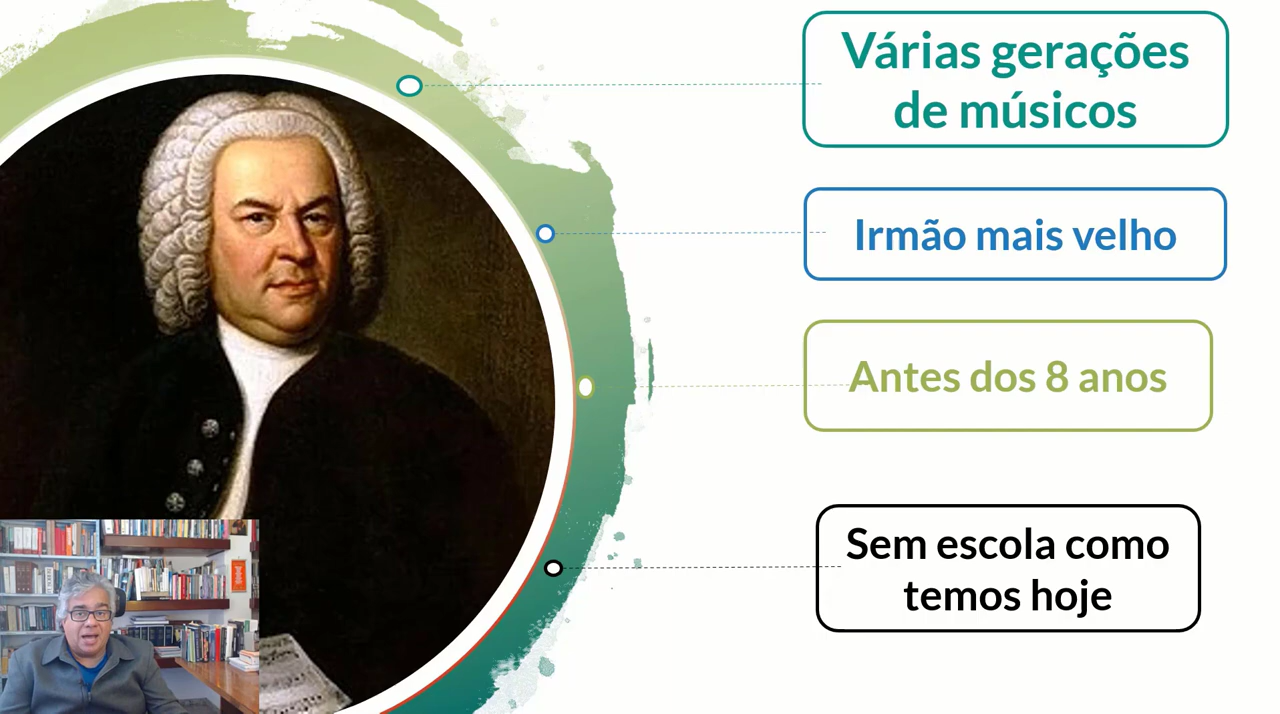 Várias gerações
de músicos
Irmão mais velho
Antes dos 8 anos
Sem escola como
temos hoje